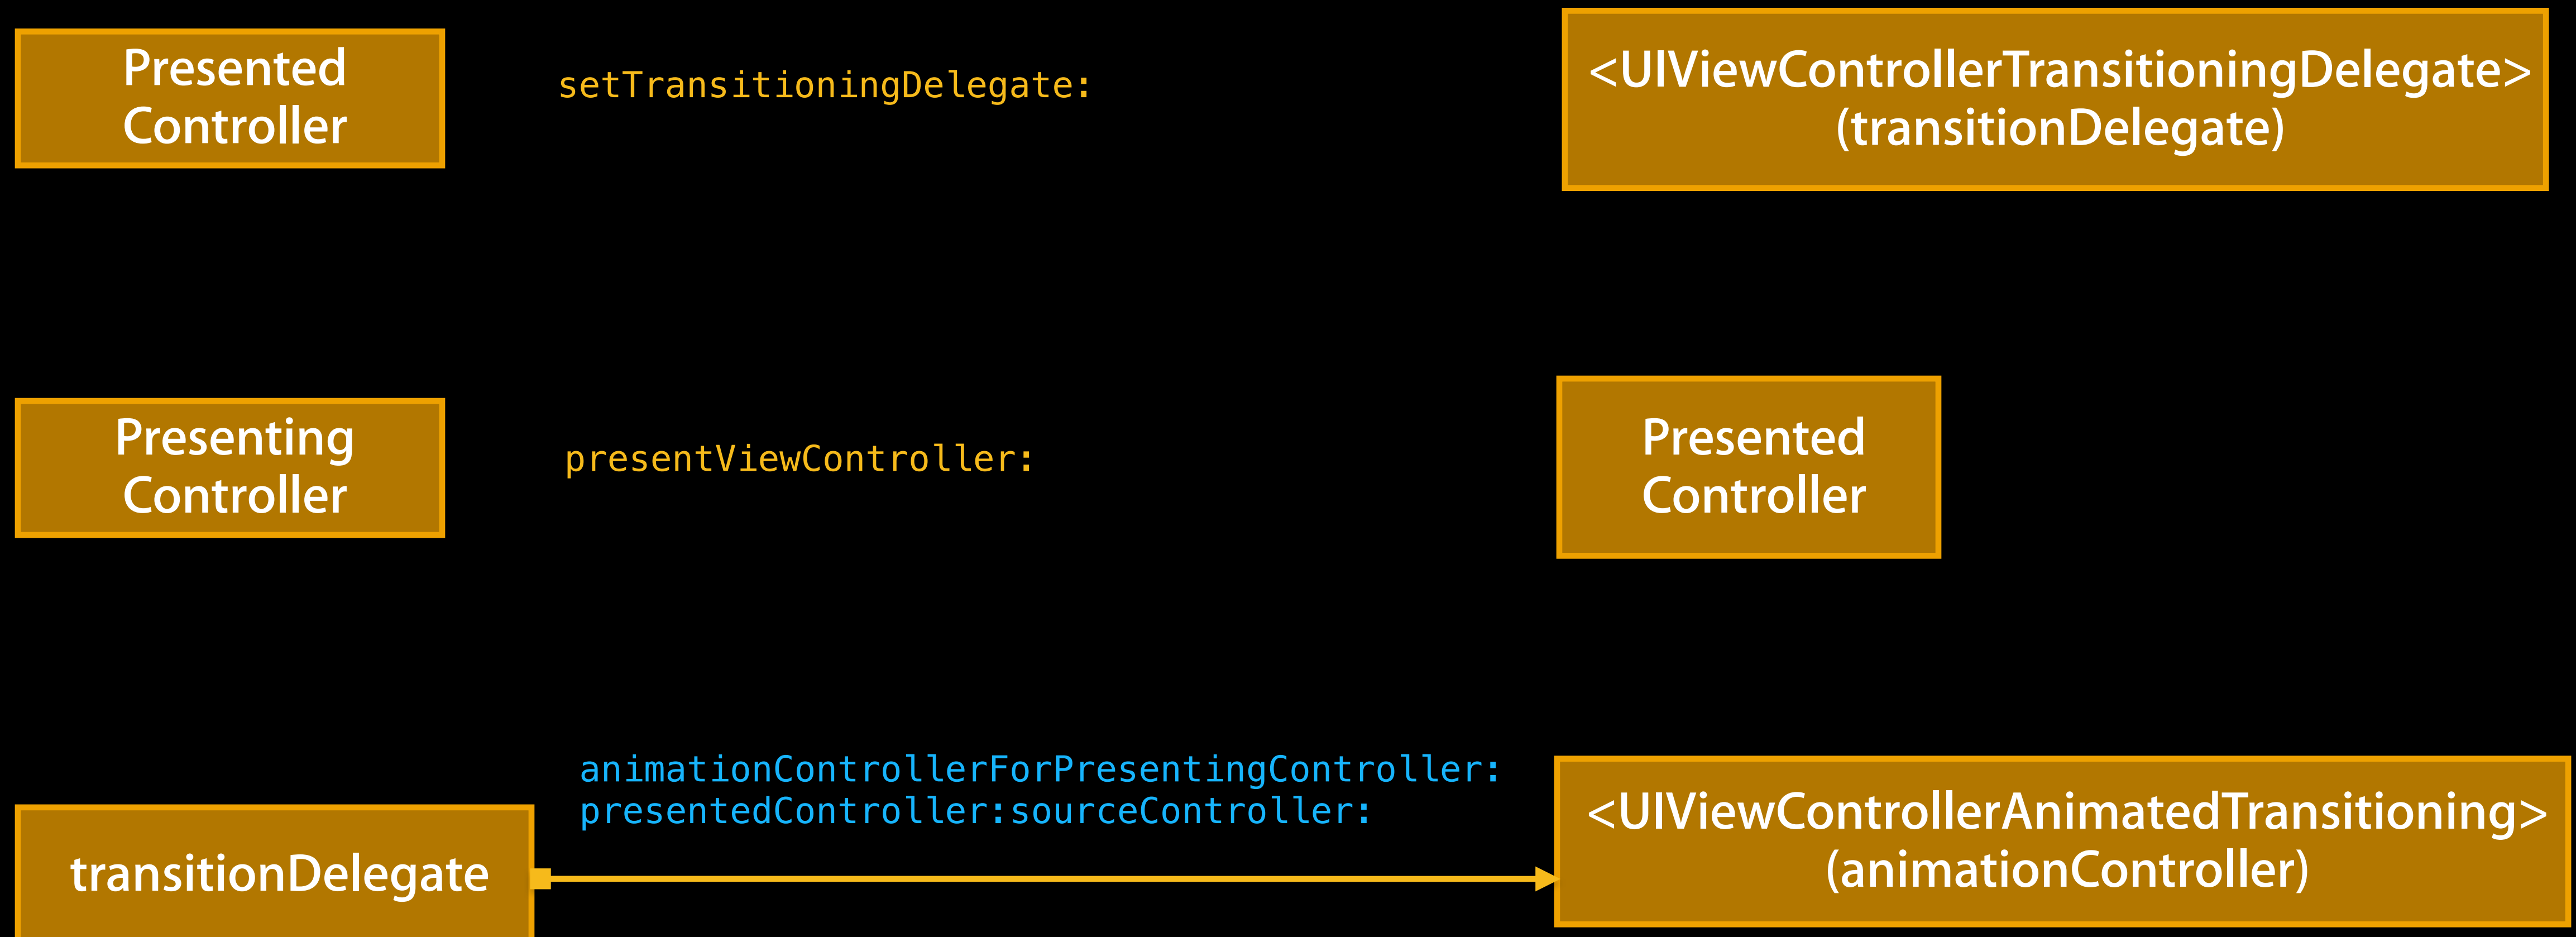 Presented
Controller
setTransitioningDelegate:
<UIViewControllerTransitioningDelegate>
(transitionDelegate)
Presenting
Controller
presentViewController:
Presented
Controller
animationControllerForPresentingController:
presentedController:sourceController:
transitionDelegate
<UIViewControllerAnimatedTransitioning>
(animationController)